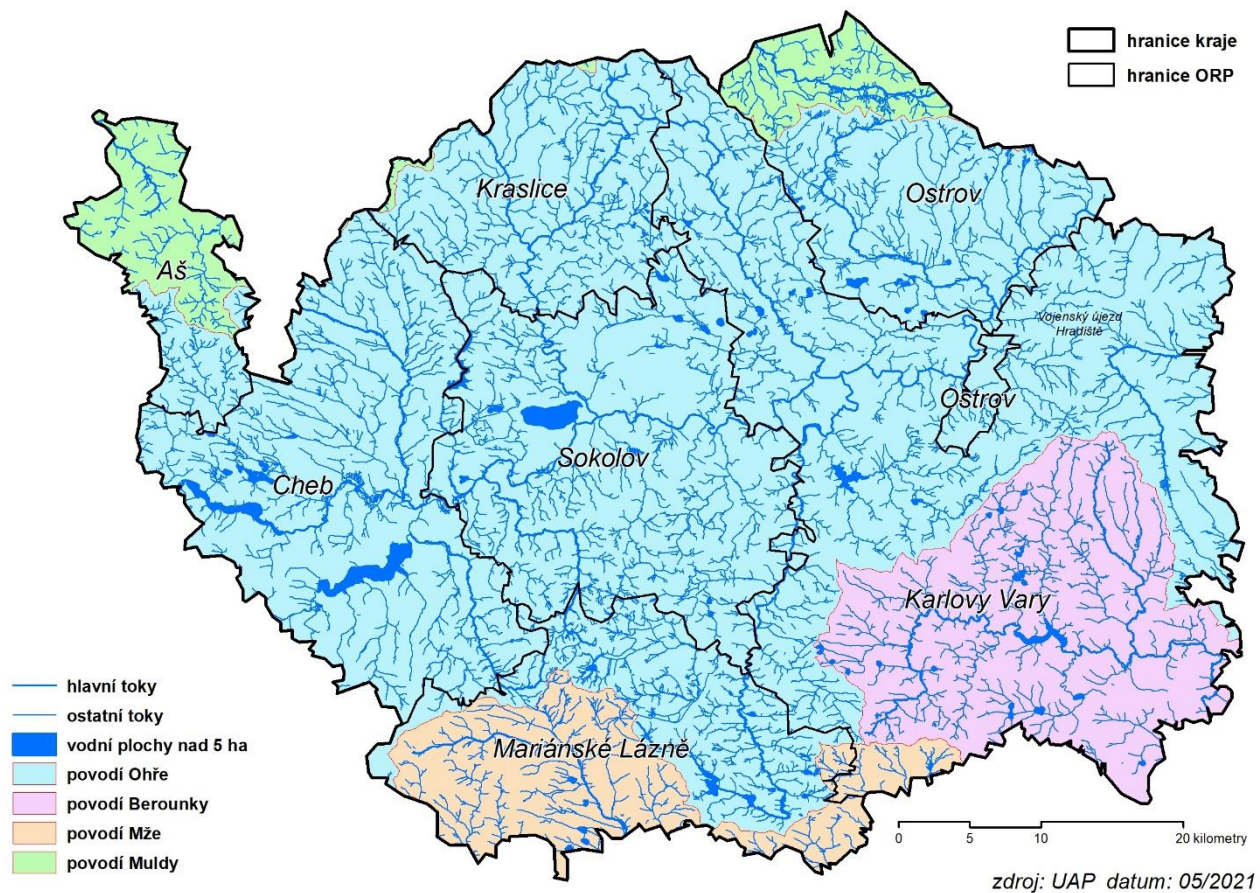 hranice kraje
hranice ORP
Kraslice
Ostrov
Aš
Vojenský újezd
Hradiště
Ostrov
Sokolov
Cheb
Karlovy Vary
Mariánské Lázně
hlavní toky
ostatní toky
vodní plochy nad 5 ha
povodí Ohře
povodí Berounky
povodí Mže
povodí Muldy
0 5 10 20 kilometry
zdroj: UAP datum: 05/2021